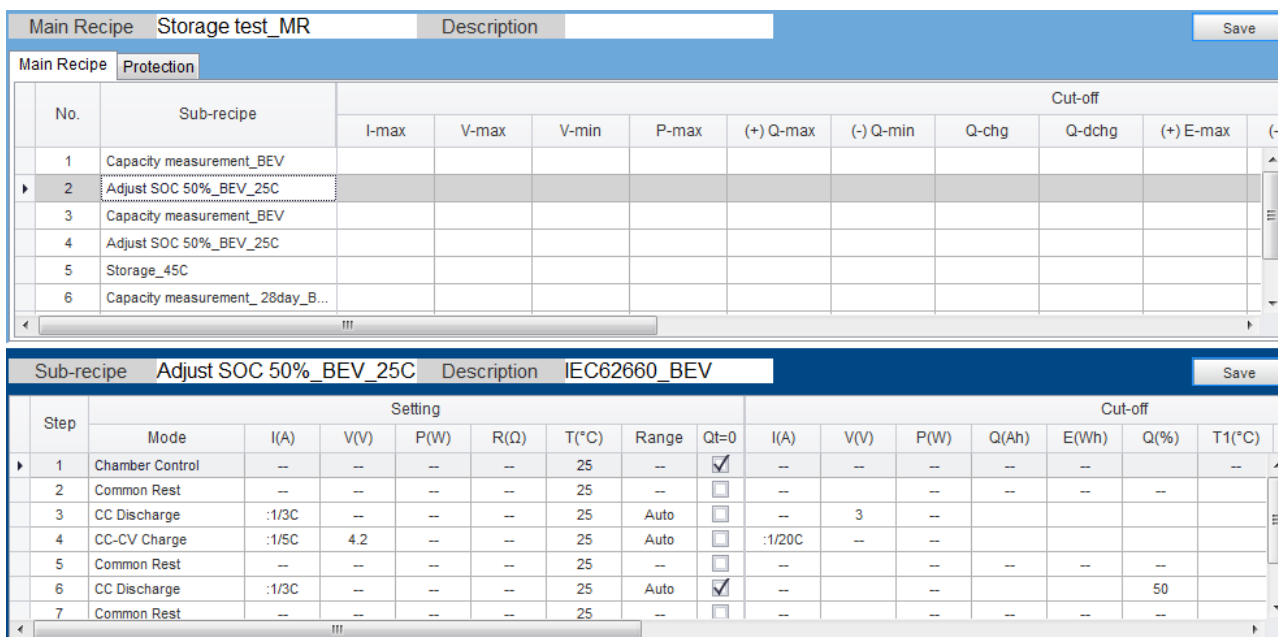 Main Recipe Storage test_MR Description Save
Main Recipe Protection
No. Sub-recipe Cut-off
I-max V-max V-min P-max (+) Q-max (-) Q-min Q-chg Q-dchg (+) E-max (-
1 Capacity measurement_BEV
2 Adjust SOC 50%_BEV_25C
3 Capacity measurement_BEV
4 Adjust SOC 50%_BEV_25C
5 Storage_45C
6 Capacity measurement_ 28day_B...
Sub-recipe Adjust SOC 50%_BEV_25C Description IEC62660_BEV Save
Step Setting Cut-off
Mode I(A) V(V) P(W) R(Ω) T(°C) Range Qt=0 I(A) V(V) P(W) Q(Ah) E(Wh) Q(%) T1(°C)
1 Chamber Control -- -- -- -- 25 -- -- -- -- -- -- --
2 Common Rest -- -- -- -- 25 -- -- -- -- -- --
3 CC Discharge :1/3C -- -- -- 25 Auto -- 3 --
4 CC-CV Charge :1/5C 4.2 -- -- 25 Auto :1/20C -- --
5 Common Rest -- -- -- -- 25 -- -- -- -- -- --
6 CC Discharge :1/3C -- -- -- 25 Auto -- -- 50
7 Common Rest -- -- -- -- 25 -- -- -- -- -- --